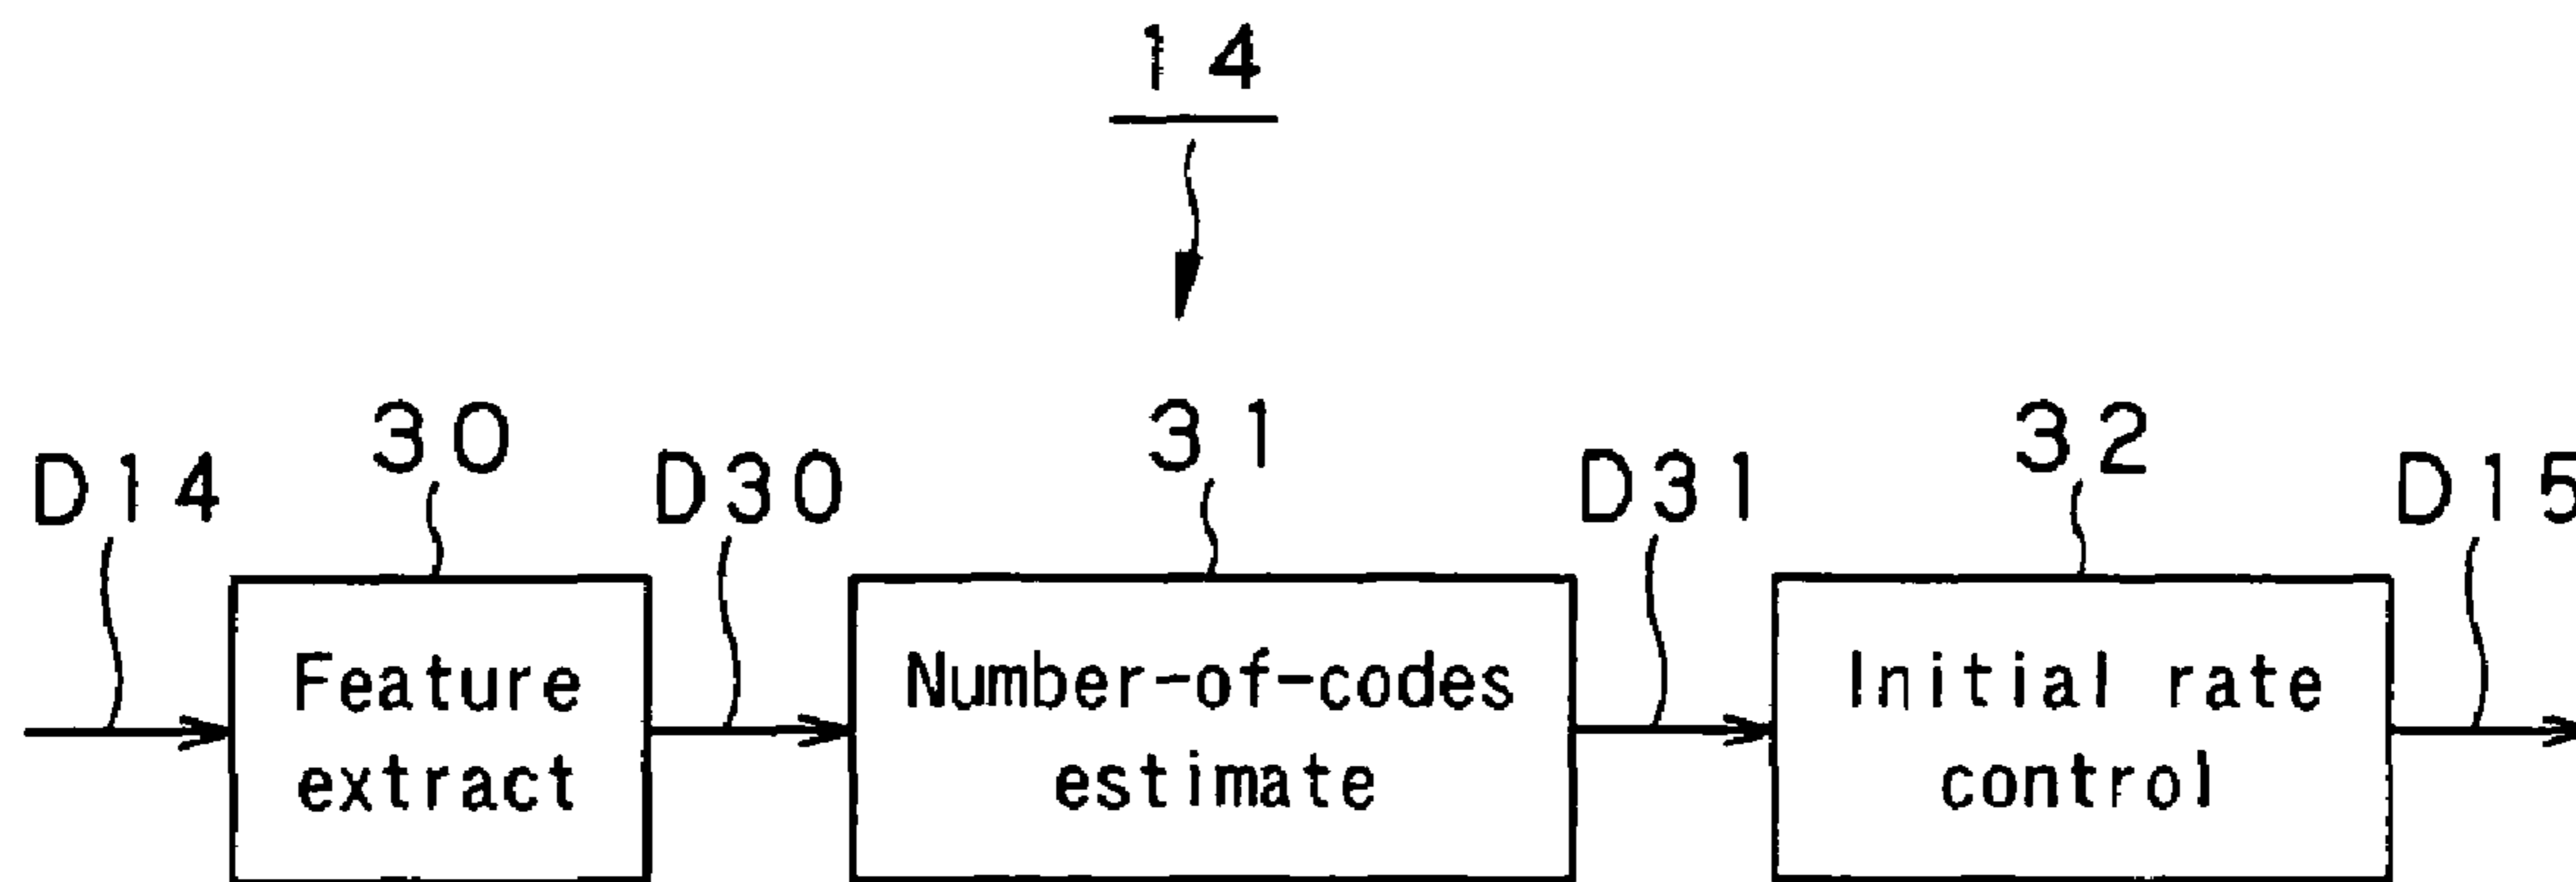 14
30
31
32
D14
D30
D31
D15
Feature
extract
Number-of-codes
estimate
Initial rate
control